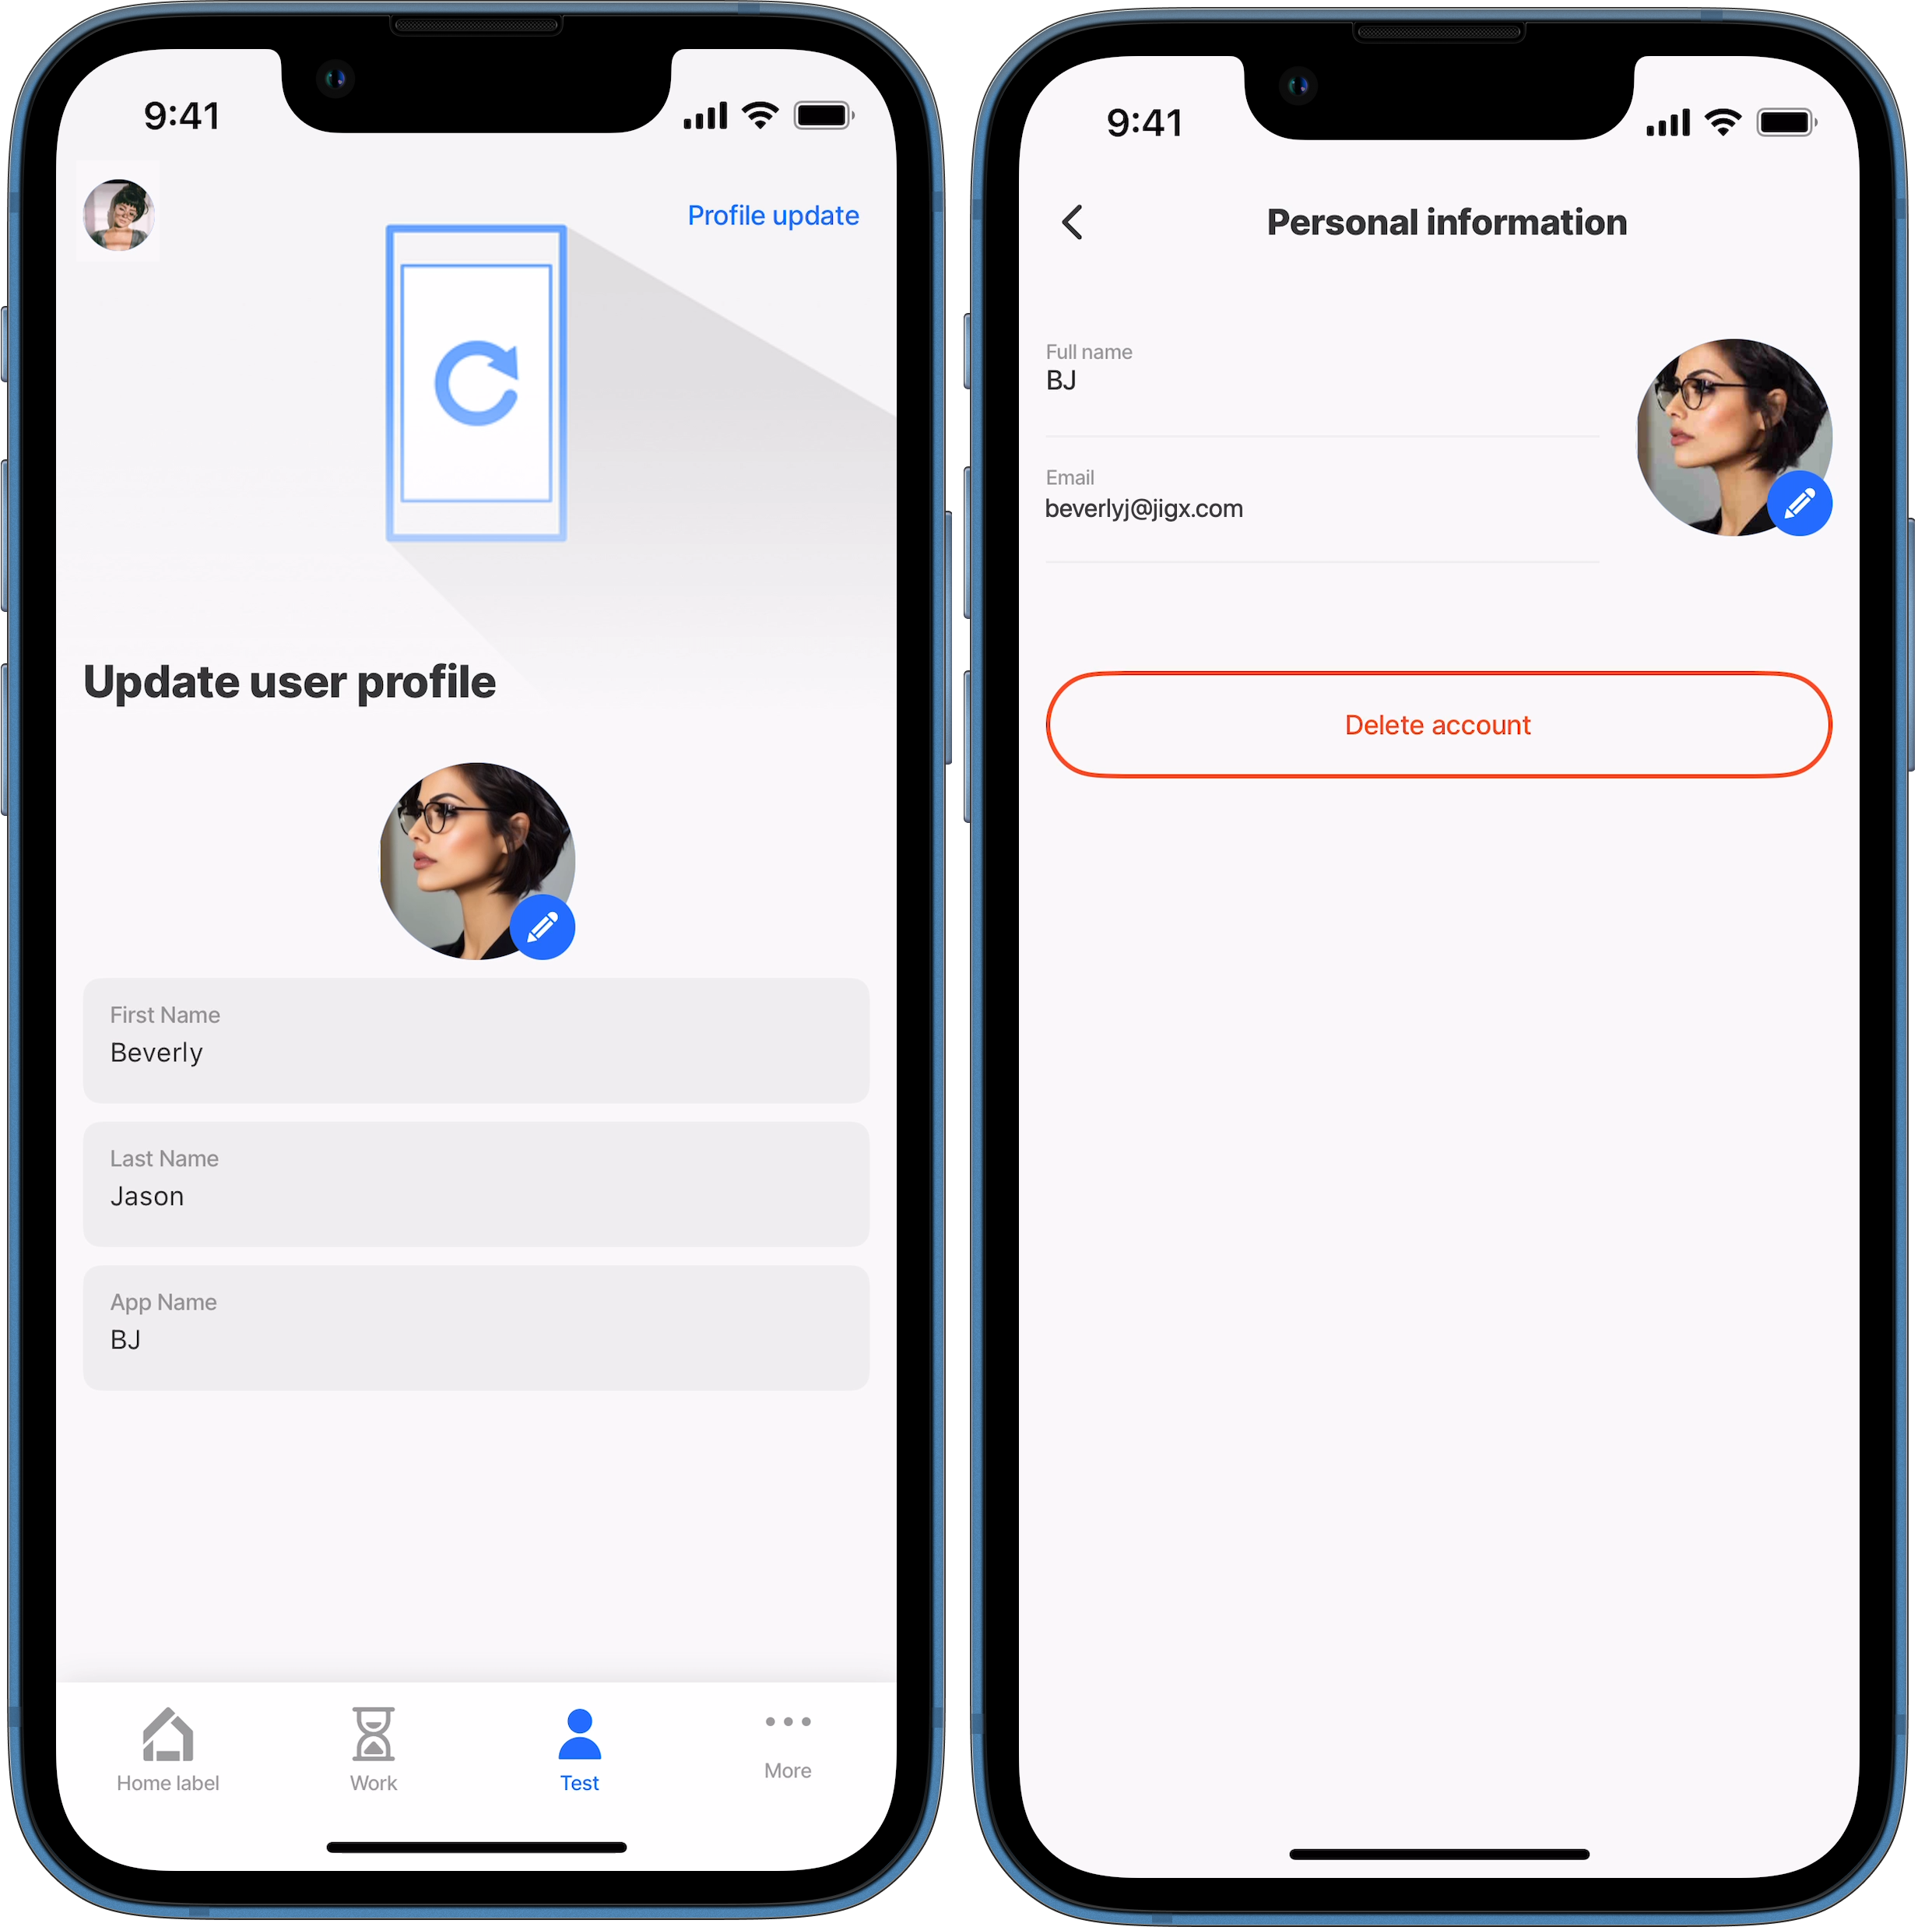 9:41
Profile update
Update user profile
First Name
Beverly
Last Name
Jason
App Name
BJ
Home label
Work
Test
More
9:41
Personal information
Full name
BJ
Email
beverlyj@jigx.com
Delete account